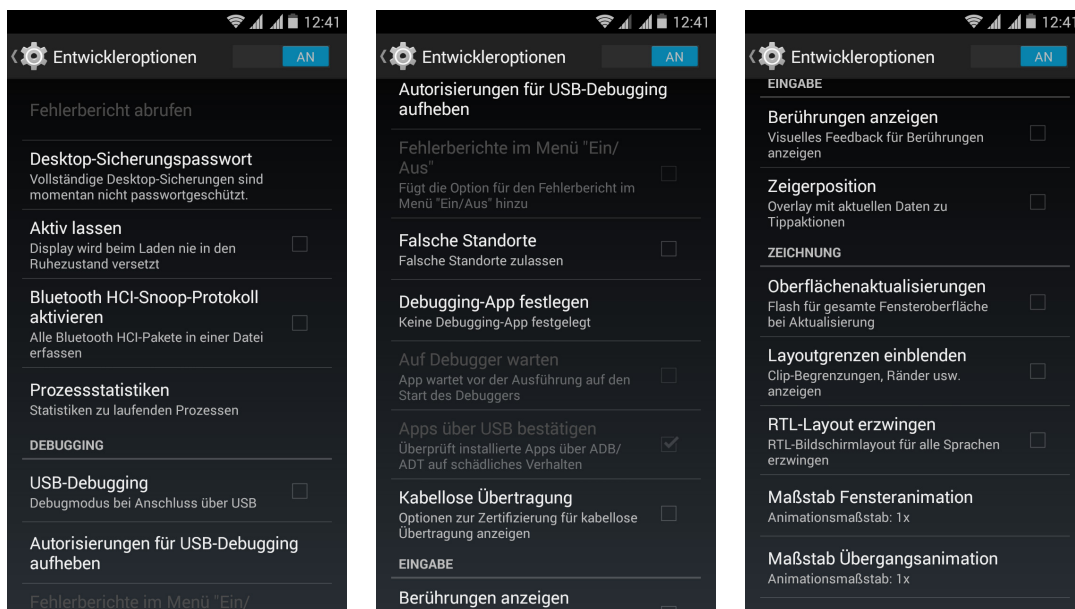 12:41
Entwickleroptionen
AN
Fehlerbericht abrufen
Desktop-Sicherungspasswort
Vollständige Desktop-Sicherungen sind
momentan nicht passwortgeschützt.
Aktiv lassen
Display wird beim Laden nie in den
Ruhezustand versetzt
Bluetooth HCI-Snoop-Protokoll
aktivieren
Alle Bluetooth HCI-Pakete in einer Datei
erfassen
Prozessstatistiken
Statistiken zu laufenden Prozessen
DEBUGGING
USB-Debugging
Debugmodus bei Anschluss über USB
Autorisierungen für USB-Debugging
aufheben
Fehlerberichte im Menü "Ein/
12:41
Entwickleroptionen
AN
Autorisierungen für USB-Debugging
aufheben
Fehlerberichte im Menü "Ein/
Aus"
Fügt die Option für den Fehlerbericht im
Menü "Ein/Aus" hinzu
Falsche Standorte
Falsche Standorte zulassen
Debugging-App festlegen
Keine Debugging-App festgelegt
Auf Debugger warten
App wartet vor der Ausführung auf den
Start des Debuggers
Apps über USB bestätigen
Überprüft installierte Apps über ADB/
ADT auf schädliches Verhalten
Kabellose Übertragung
Optionen zur Zertifizierung für kabellose
Übertragung anzeigen
EINGABE
Berührungen anzeigen
12:41
Entwickleroptionen
AN
EINGABE
Berührungen anzeigen
Visuelles Feedback für Berührungen
anzeigen
Zeigerposition
Overlay mit aktuellen Daten zu
Tippaktionen
ZEICHNUNG
Oberflächenaktualisierungen
Flash für gesamte Fensteroberfläche
bei Aktualisierung
Layoutgrenzen einblenden
Clip-Begrenzungen, Ränder usw.
anzeigen
RTL-Layout erzwingen
RTL-Bildschirmlayout für alle Sprachen
erzwingen
Maßstab Fensteranimation
Animationsmaßstab: 1x
Maßstab Übergangsanimation
Animationsmaßstab: 1x